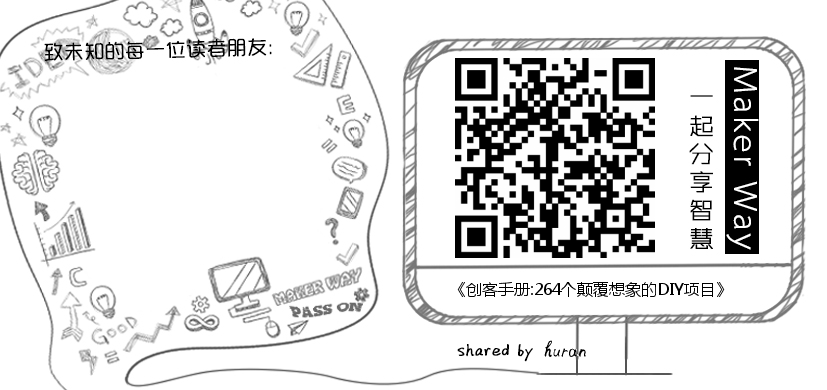 致未知的每一位读者朋友:
IDE
E
C
GOOD
MAKER WAY
PASS ON
一起分享智慧
Maker Way
《创客手册:264个颠覆想象的DIY项目》
shared by huran